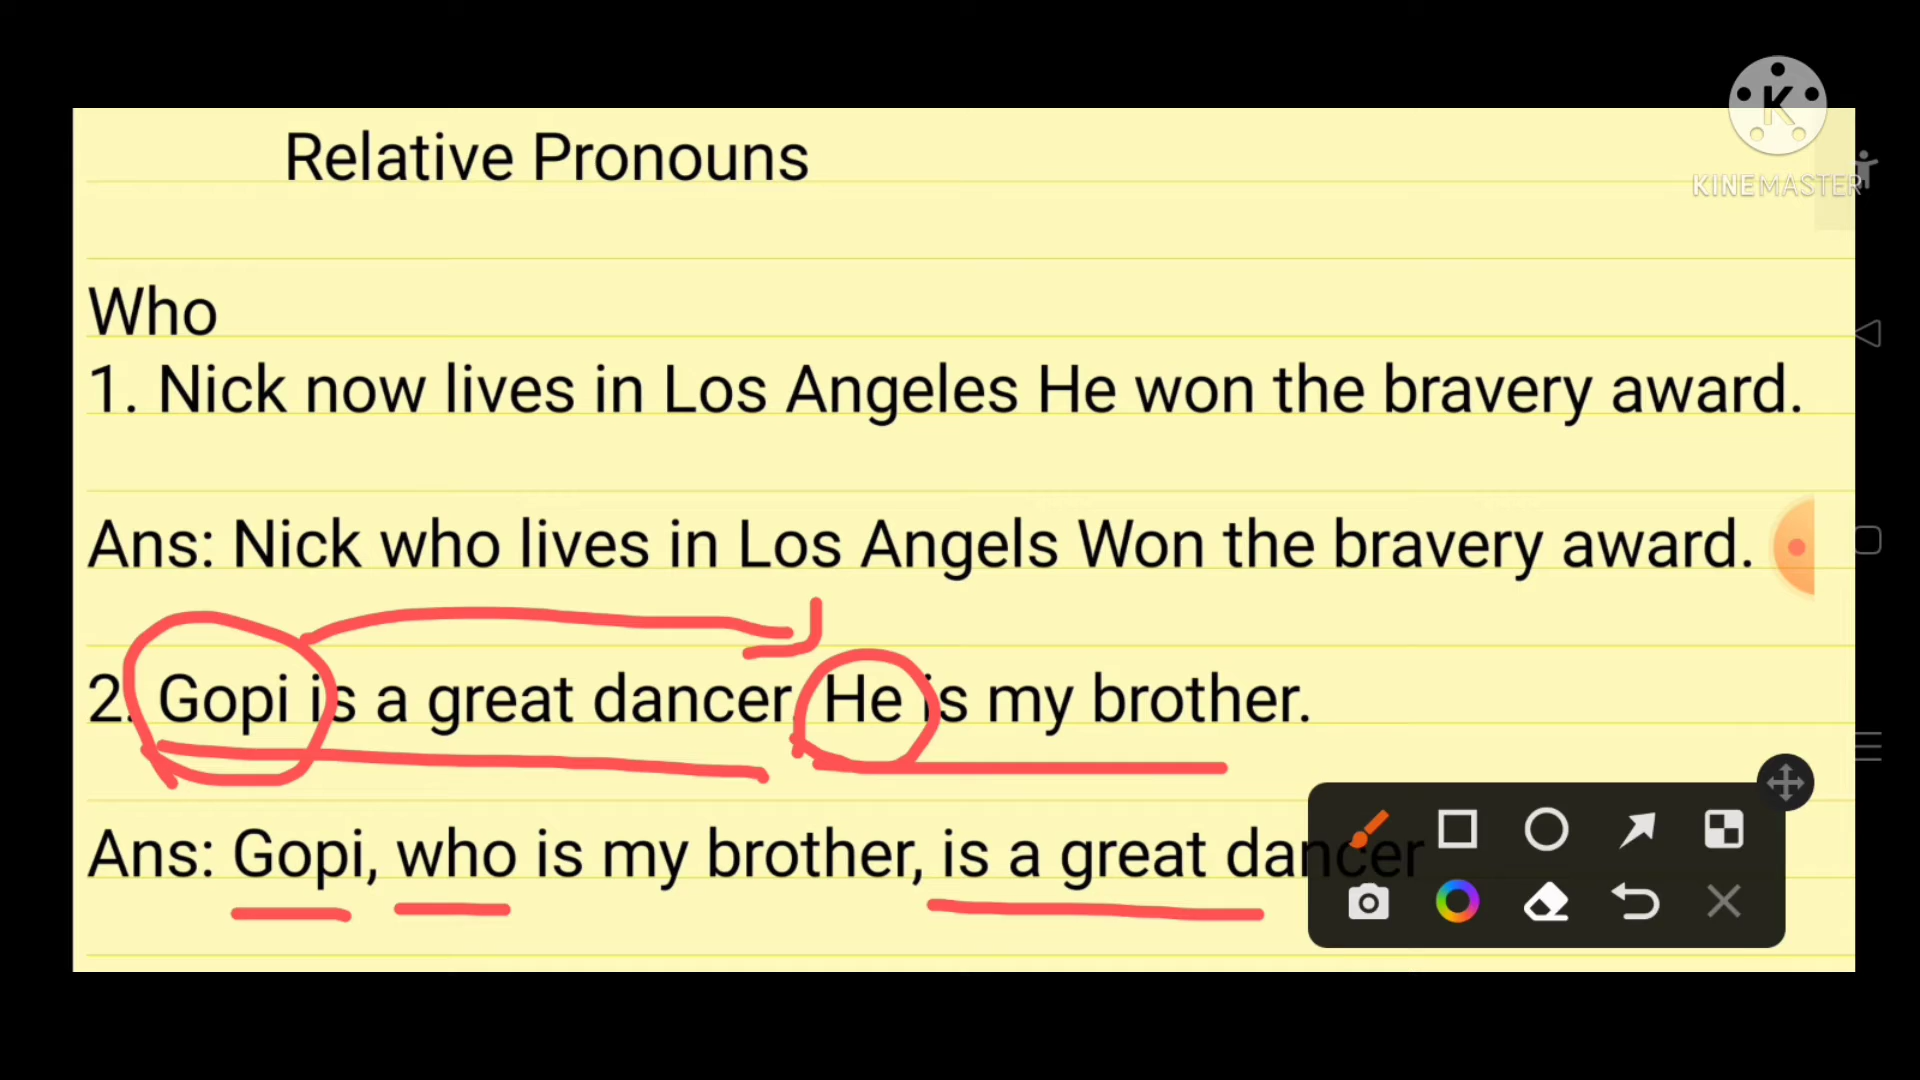 Relative Pronouns
KINEMASTER
Who
1. Nick now lives in Los Angeles He won the bravery award.
Ans: Nick who lives in Los Angels Won the bravery award.
2. Gopi is a great dancer He is my brother.
Ans: Gopi, who is my brother, is a great dancer